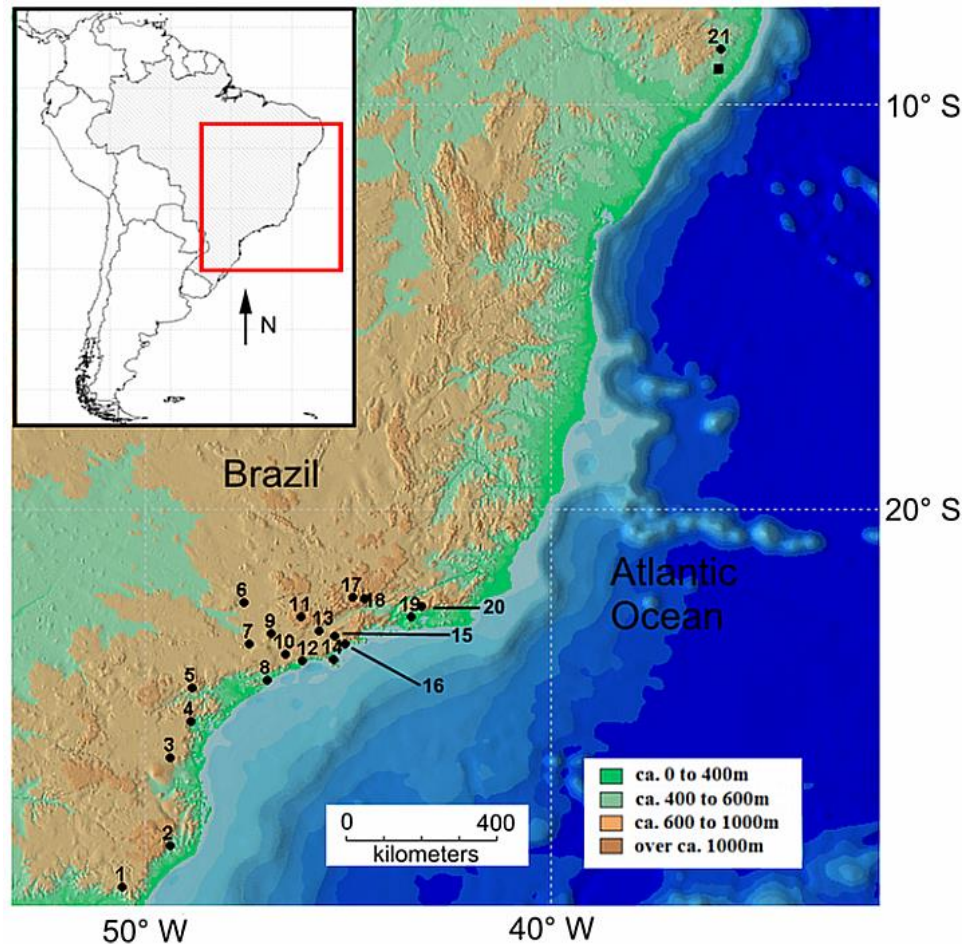 21
10° S
N
Brazil
20° S
Atlantic
Ocean
17
18
6
11
19
20
13
9
7
15
10
12
14
16
8
5
4
3
2
1
0 400
kilometers
ca. 0 to 400m
ca. 400 to 600m
ca. 600 to 1000m
over ca. 1000m
50° W
40° W